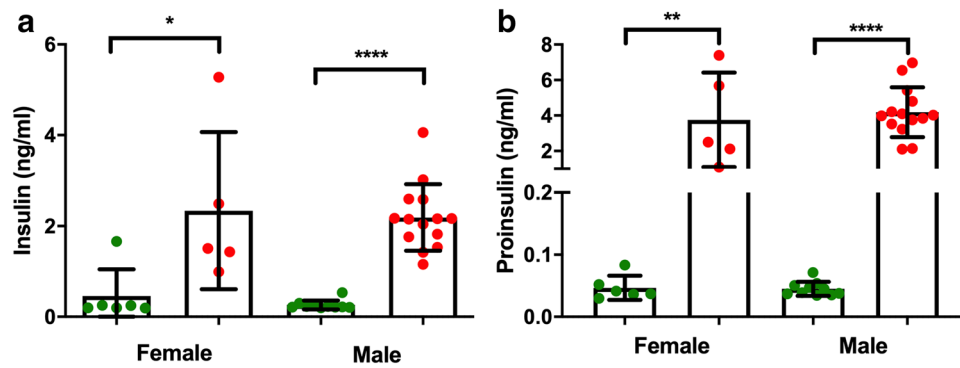 a
*
****
Insulin (ng/ml)
6
4
2
0
Female
Male
b
**
****
Proinsulin (ng/ml)
8
6
4
2
0.2
0.1
0.0
Female
Male